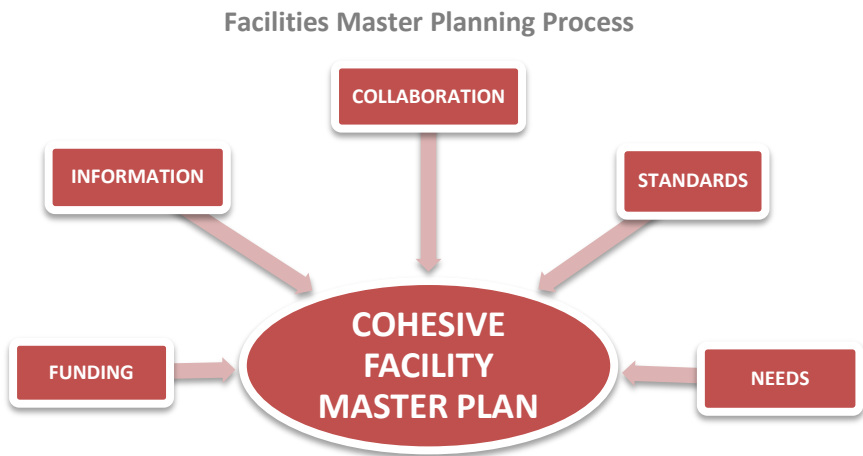 Facilities Master Planning Process
COLLABORATION
INFORMATION
STANDARDS
FUNDING
COHESIVE
FACILITY
MASTER PLAN
NEEDS